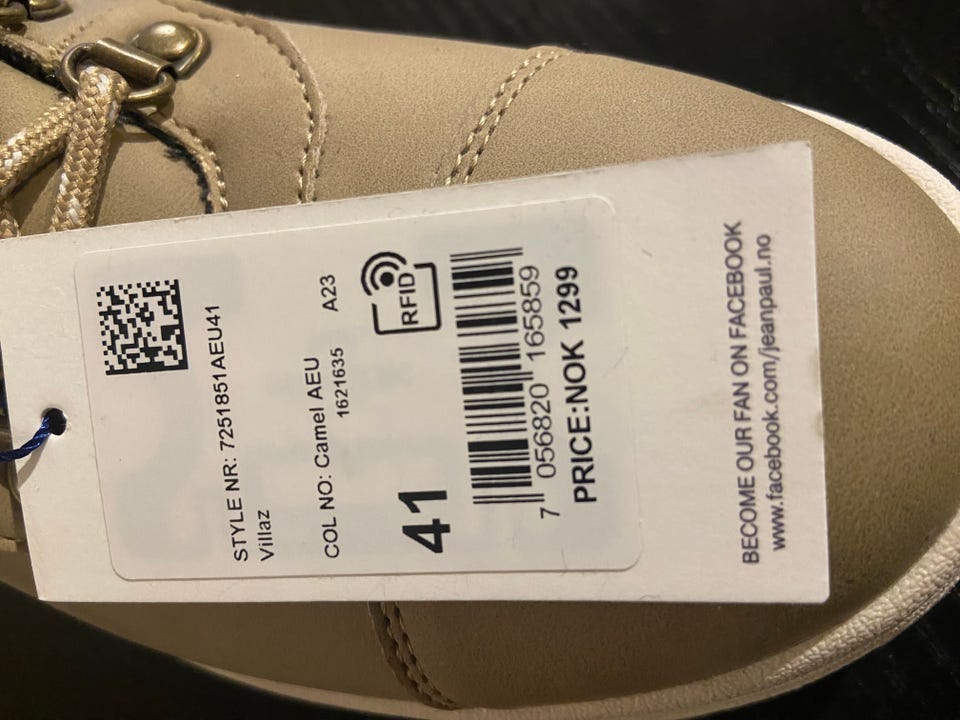 STYLE NR: 7251851AEU41
Villaz
COL NO: Camel AEU A23
1621635
RFID
41
7 056820 165859
PRICE:NOK 1299
BECOME OUR FAN ON FACEBOOK
www.facebook.com/jeanpaul.no